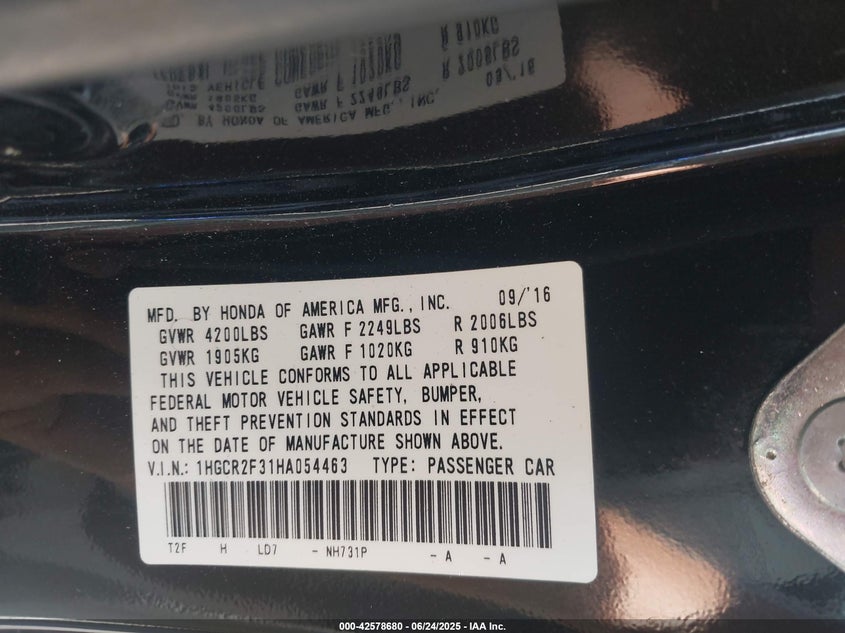 MFD. BY HONDA OF AMERICA MFG., INC. 09/'16
GVWR 4200LBS GAWR F 2249LBS R 2006LBS
GVWR 1905KG GAWR F 1020KG R 910KG
THIS VEHICLE CONFORMS TO ALL APPLICABLE
FEDERAL MOTOR VEHICLE SAFETY, BUMPER,
AND THEFT PREVENTION STANDARDS IN EFFECT
ON THE DATE OF MANUFACTURE SHOWN ABOVE.
V.I.N.: 1HGCR2F31HA054463 TYPE: PASSENGER CAR
T2F H LD7 - NH731P - A - A
000-42578680 - 06/24/2025 - IAA Inc.